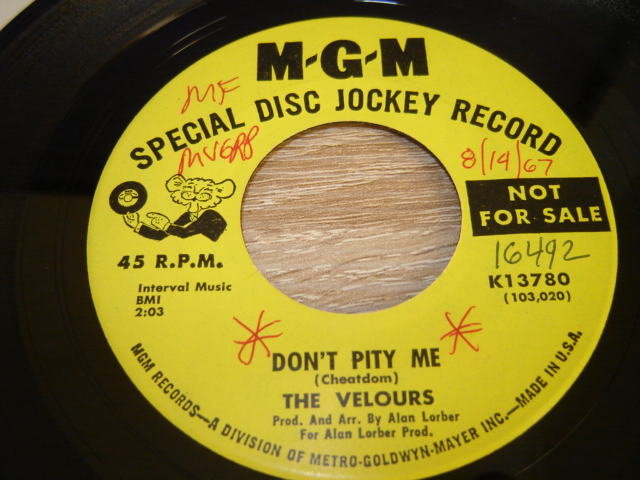 M-G-M
SPECIAL DISC JOCKEY RECORD
8/14/67
NOT
FOR SALE
16492
45 R.P.M.
K13780
(103,020)
Interval Music
BMI
2:03
DON'T PITY ME
(Cheatdom)
THE VELOURS
Prod. And Arr. By Alan Lorber
For Alan Lorber Prod.
MGM RECORDS—A DIVISION OF METRO-GOLDWYN-MAYER INC.—MADE IN U.S.A.